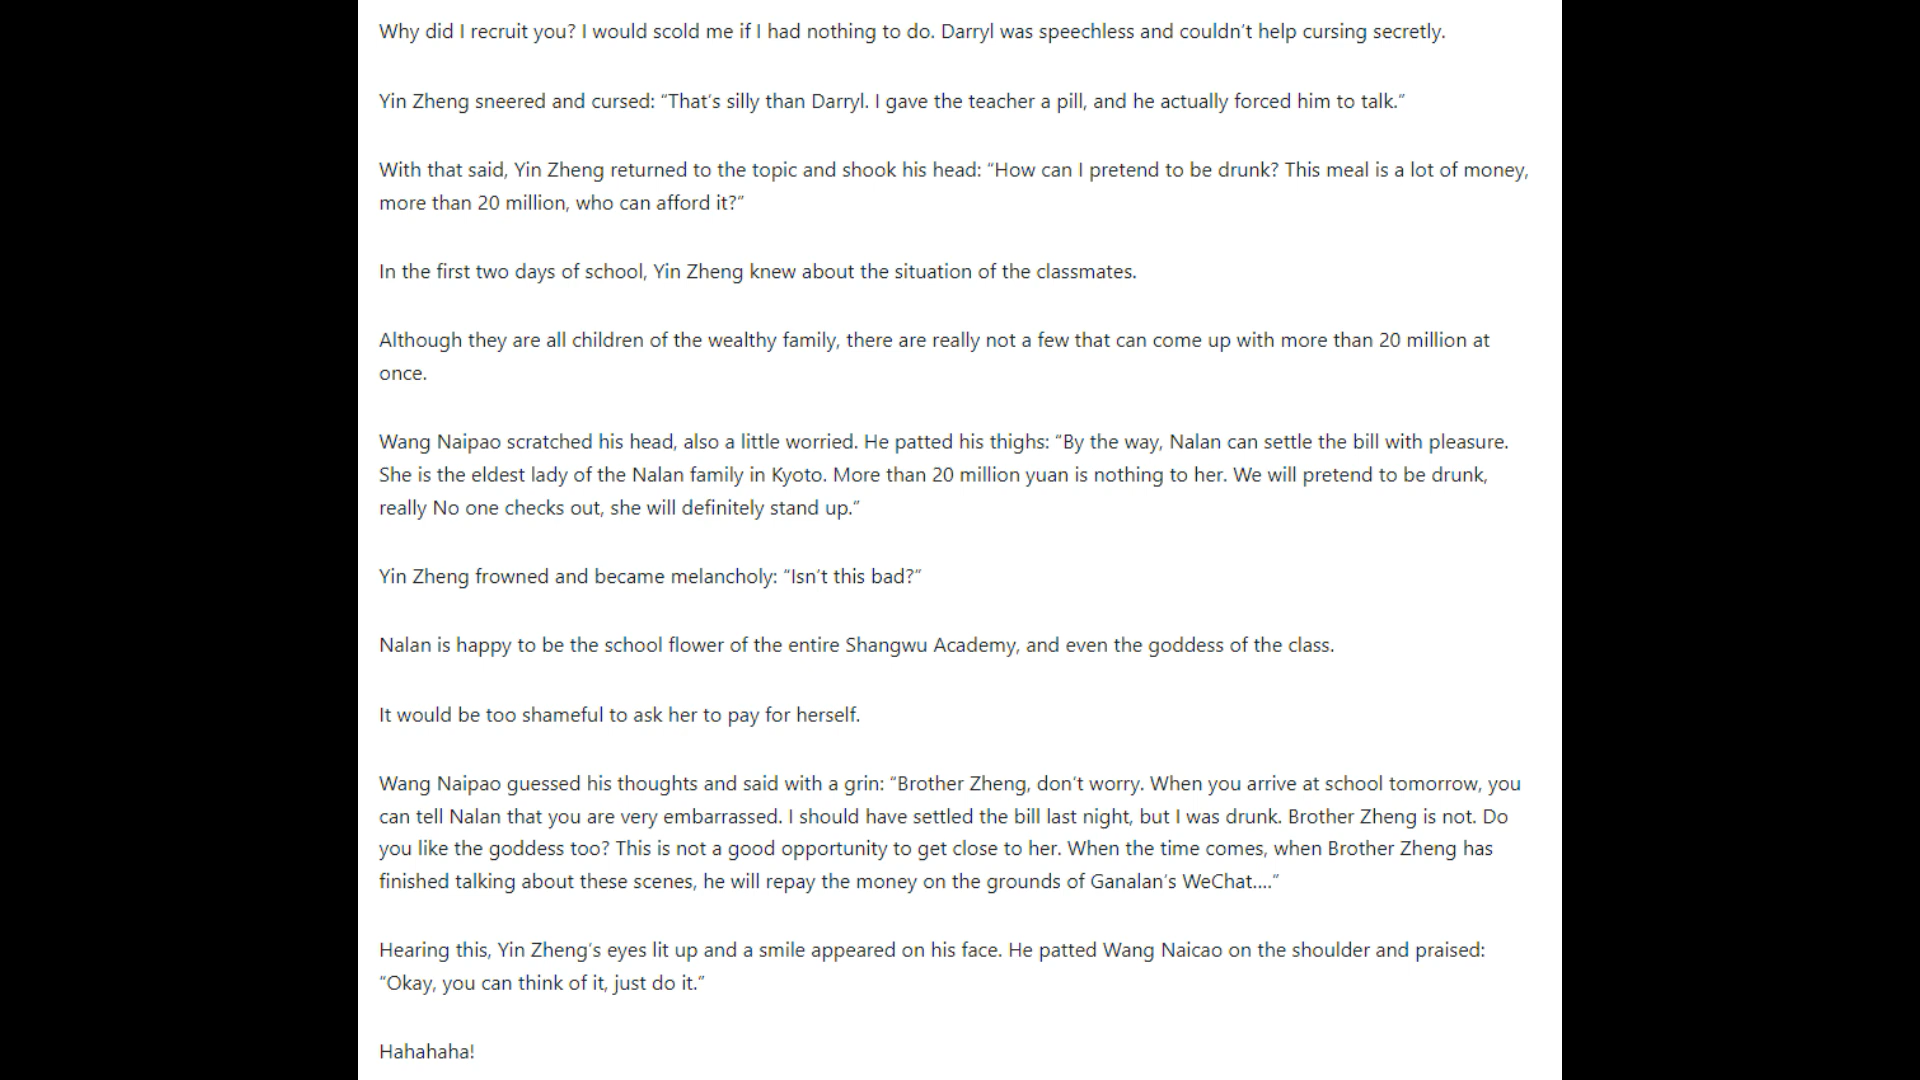 Why did I recruit you? I would scold me if I had nothing to do. Darryl was speechless and couldn't help cursing secretly.
Yin Zheng sneered and cursed: “That's silly than Darryl. I gave the teacher a pill, and he actually forced him to talk.”
With that said, Yin Zheng returned to the topic and shook his head: “How can I pretend to be drunk? This meal is a lot of money,
more than 20 million, who can afford it?”
In the first two days of school, Yin Zheng knew about the situation of the classmates.
Although they are all children of the wealthy family, there are really not a few that can come up with more than 20 million at
once.
Wang Naipao scratched his head, also a little worried. He patted his thighs: “By the way, Nalan can settle the bill with pleasure.
She is the eldest lady of the Nalan family in Kyoto. More than 20 million yuan is nothing to her. We will pretend to be drunk,
really No one checks out, she will definitely stand up.”
Yin Zheng frowned and became melancholy: “Isn't this bad?”
Nalan is happy to be the school flower of the entire Shangwu Academy, and even the goddess of the class.
It would be too shameful to ask her to pay for herself.
Wang Naipao guessed his thoughts and said with a grin: “Brother Zheng, don't worry. When you arrive at school tomorrow, you
can tell Nalan that you are very embarrassed. I should have settled the bill last night, but I was drunk. Brother Zheng is not. Do
you like the goddess too? This is not a good opportunity to get close to her. When the time comes, when Brother Zheng has
finished talking about these scenes, he will repay the money on the grounds of Ganalan's WeChat....”
Hearing this, Yin Zheng's eyes lit up and a smile appeared on his face. He patted Wang Naicao on the shoulder and praised:
“Okay, you can think of it, just do it.”
Hahahaha!